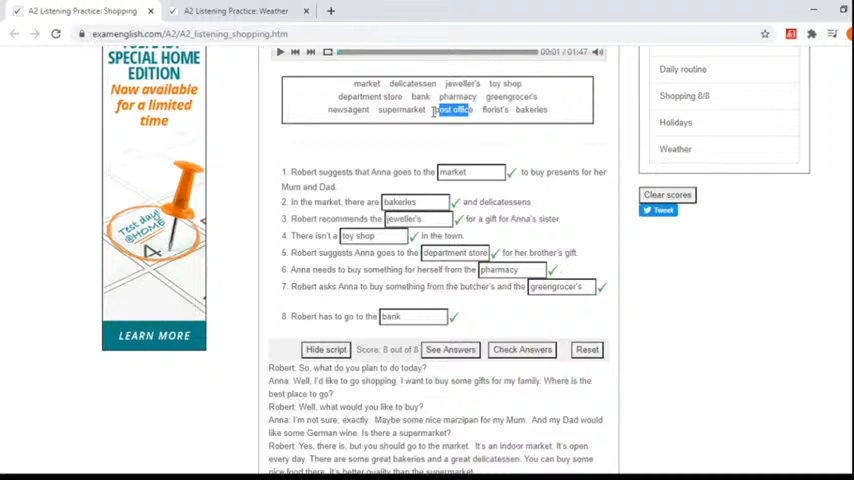 A2 Listening Practice: Shopping
A2 Listening Practice: Weather
examenglish.com/A2/A2_listening_shopping.htm
SPECIAL HOME
EDITION
Now available
for a limited
time
Test day!
@HOME
LEARN MORE
00:01 / 01:47
market delicatessen jeweller's toy shop
department store bank pharmacy greengrocer's
newsagent supermarket post office florist's bakeries
1. Robert suggests that Anna goes to the market to buy presents for her
Mum and Dad.
2. In the market, there are bakeries and delicatessens.
3. Robert recommends the jeweller's for a gift for Anna's sister.
4. There isn't a toy shop in the town.
5. Robert suggests Anna goes to the department store for her brother's gift.
6. Anna needs to buy something for herself from the pharmacy .
7. Robert asks Anna to buy something from the butcher's and the greengrocer's
8. Robert has to go to the bank
Hide script Score: 8 out of 8 See Answers Check Answers Reset
Robert: So, what do you plan to do today?
Anna: Well, I'd like to go shopping. I want to buy some gifts for my family. Where is the
best place to go?
Robert: Well, what would you like to buy?
Anna: I'm not sure, exactly. Maybe some nice marzipan for my Mum. And my Dad would
like some German wine. Is there a supermarket?
Robert: Yes, there is, but you should go to the market. It's an indoor market. It's open
every day. There are some great bakeries and a great delicatessen. You can buy some
nice food there. It's better quality than the supermarket.
Daily routine
Shopping 8/8
Holidays
Weather
Clear scores
Tweet